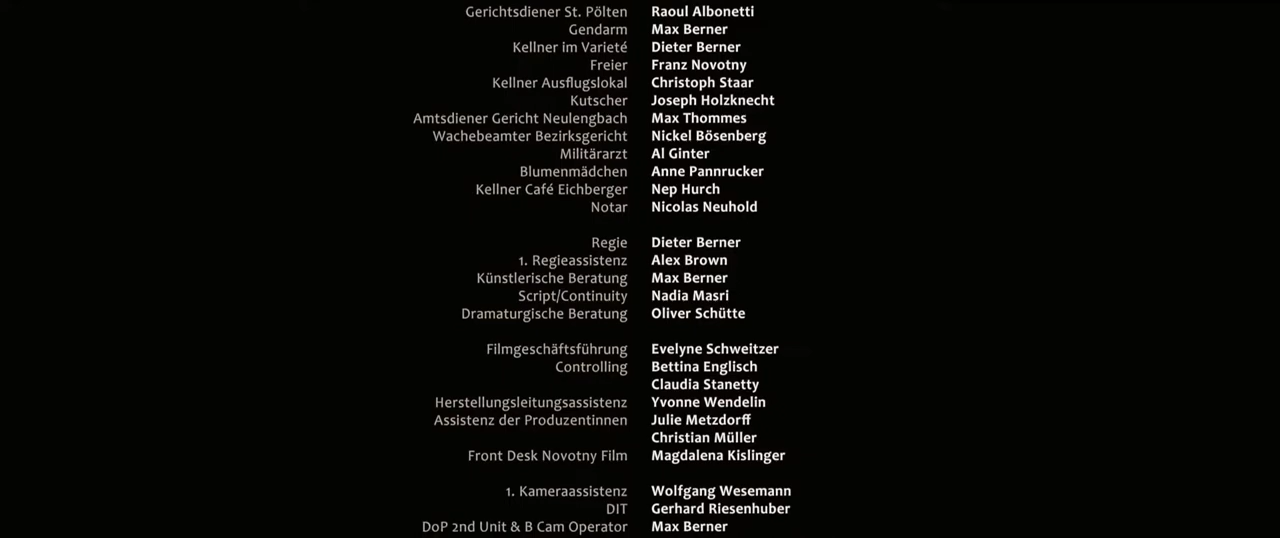 Gerichtsdiener St. Pölten Raoul Albonetti
Gendarm Max Berner
Kellner im Varieté Dieter Berner
Freier Franz Novotny
Kellner Ausflugslokal Christoph Staar
Kutscher Joseph Holzknecht
Amtsdiener Gericht Neulengbach Max Thommes
Wachebeamter Bezirksgericht Nickel Bösenberg
Militärarzt Al Ginter
Blumenmädchen Anne Pannrucker
Kellner Café Eichberger Nep Hurch
Notar Nicolas Neuhold
Regie Dieter Berner
1. Regieassistenz Alex Brown
Künstlerische Beratung Max Berner
Script/Continuity Nadia Masri
Dramaturgische Beratung Oliver Schütte
Filmgeschäftsführung Evelyne Schweitzer
Controlling Bettina Englisch
Claudia Stanetty
Herstellungsleitungsassistenz Yvonne Wendelin
Assistenz der Produzentinnen Julie Metzdorff
Christian Müller
Front Desk Novotny Film Magdalena Kislinger
1. Kameraassistenz Wolfgang Wesemann
DIT Gerhard Riesenhuber
DoP 2nd Unit & B Cam Operator Max Berner